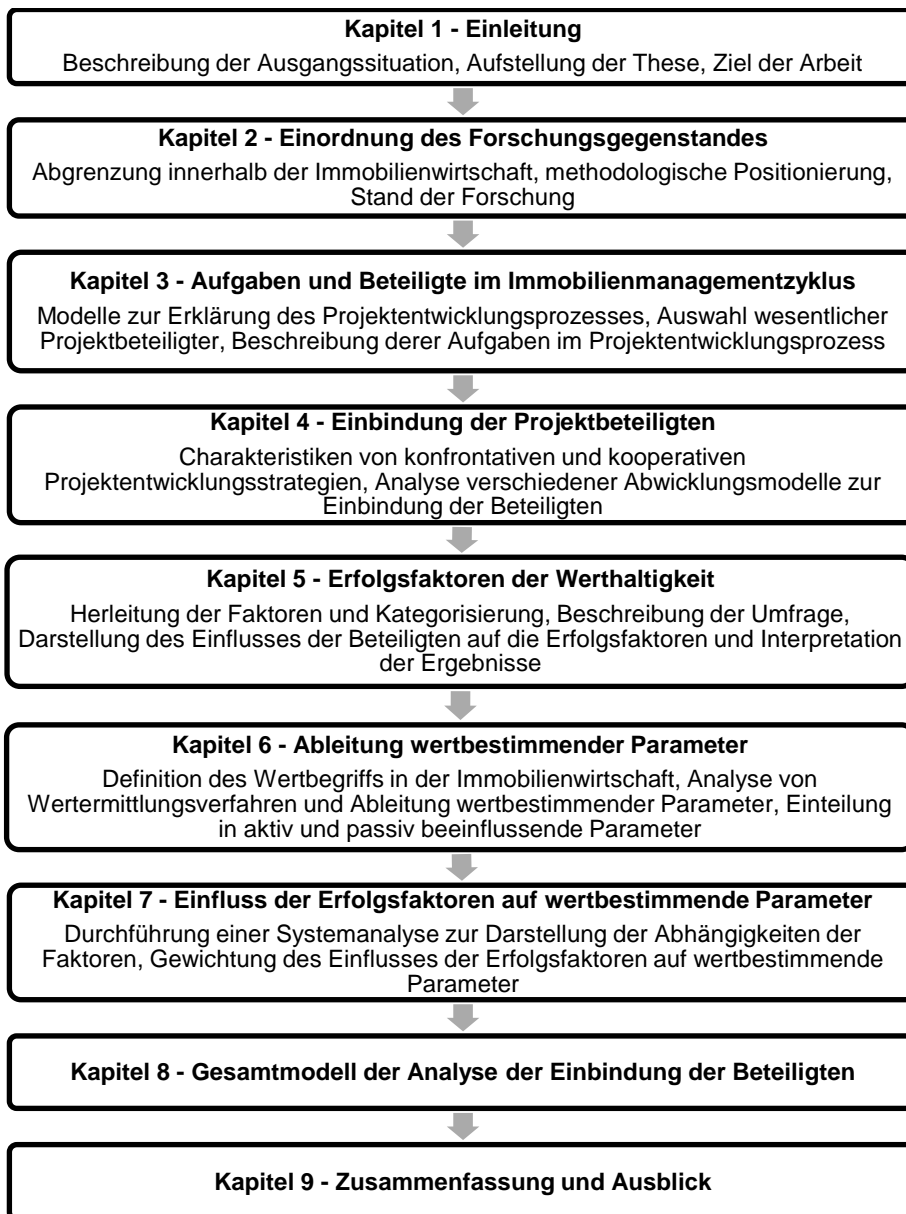 Kapitel 1 - Einleitung
Beschreibung der Ausgangssituation, Aufstellung der These, Ziel der Arbeit
Kapitel 2 - Einordnung des Forschungsgegenstandes
Abgrenzung innerhalb der Immobilienwirtschaft, methodologische Positionierung,
Stand der Forschung
Kapitel 3 - Aufgaben und Beteiligte im Immobilienmanagementzyklus
Modelle zur Erklärung des Projektentwicklungsprozesses, Auswahl wesentlicher
Projektbeteiligter, Beschreibung derer Aufgaben im Projektentwicklungsprozess
Kapitel 4 - Einbindung der Projektbeteiligten
Charakteristiken von konfrontativen und kooperativen
Projektentwicklungsstrategien, Analyse verschiedener Abwicklungsmodelle zur
Einbindung der Beteiligten
Kapitel 5 - Erfolgsfaktoren der Werthaltigkeit
Herleitung der Faktoren und Kategorisierung, Beschreibung der Umfrage,
Darstellung des Einflusses der Beteiligten auf die Erfolgsfaktoren und Interpretation
der Ergebnisse
Kapitel 6 - Ableitung wertbestimmender Parameter
Definition des Wertbegriffs in der Immobilienwirtschaft, Analyse von
Wertermittlungsverfahren und Ableitung wertbestimmender Parameter, Einteilung
in aktiv und passiv beeinflussende Parameter
Kapitel 7 - Einfluss der Erfolgsfaktoren auf wertbestimmende Parameter
Durchführung einer Systemanalyse zur Darstellung der Abhängigkeiten der
Faktoren, Gewichtung des Einflusses der Erfolgsfaktoren auf wertbestimmende
Parameter
Kapitel 8 - Gesamtmodell der Analyse der Einbindung der Beteiligten
Kapitel 9 - Zusammenfassung und Ausblick